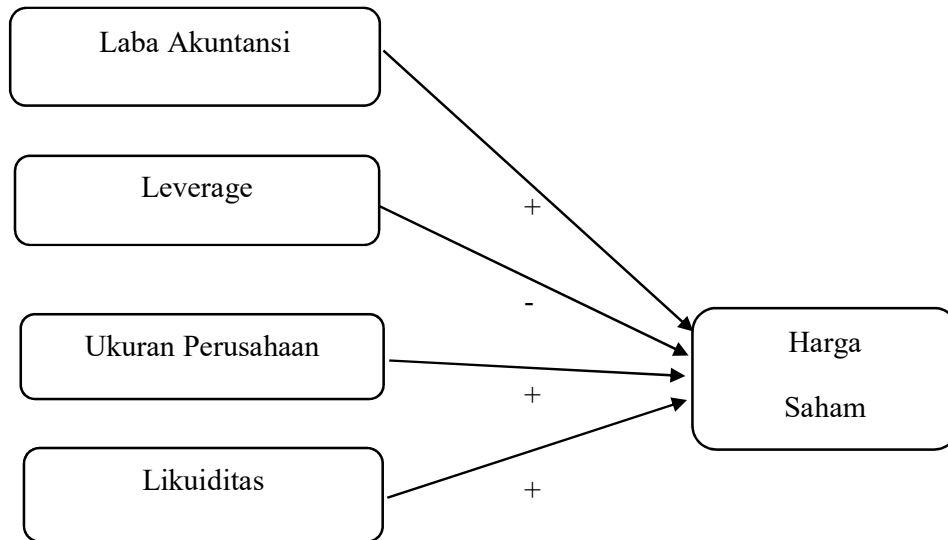 Laba Akuntansi
Leverage
+
-
Ukuran Perusahaan
Harga
Saham
+
Likuiditas
+